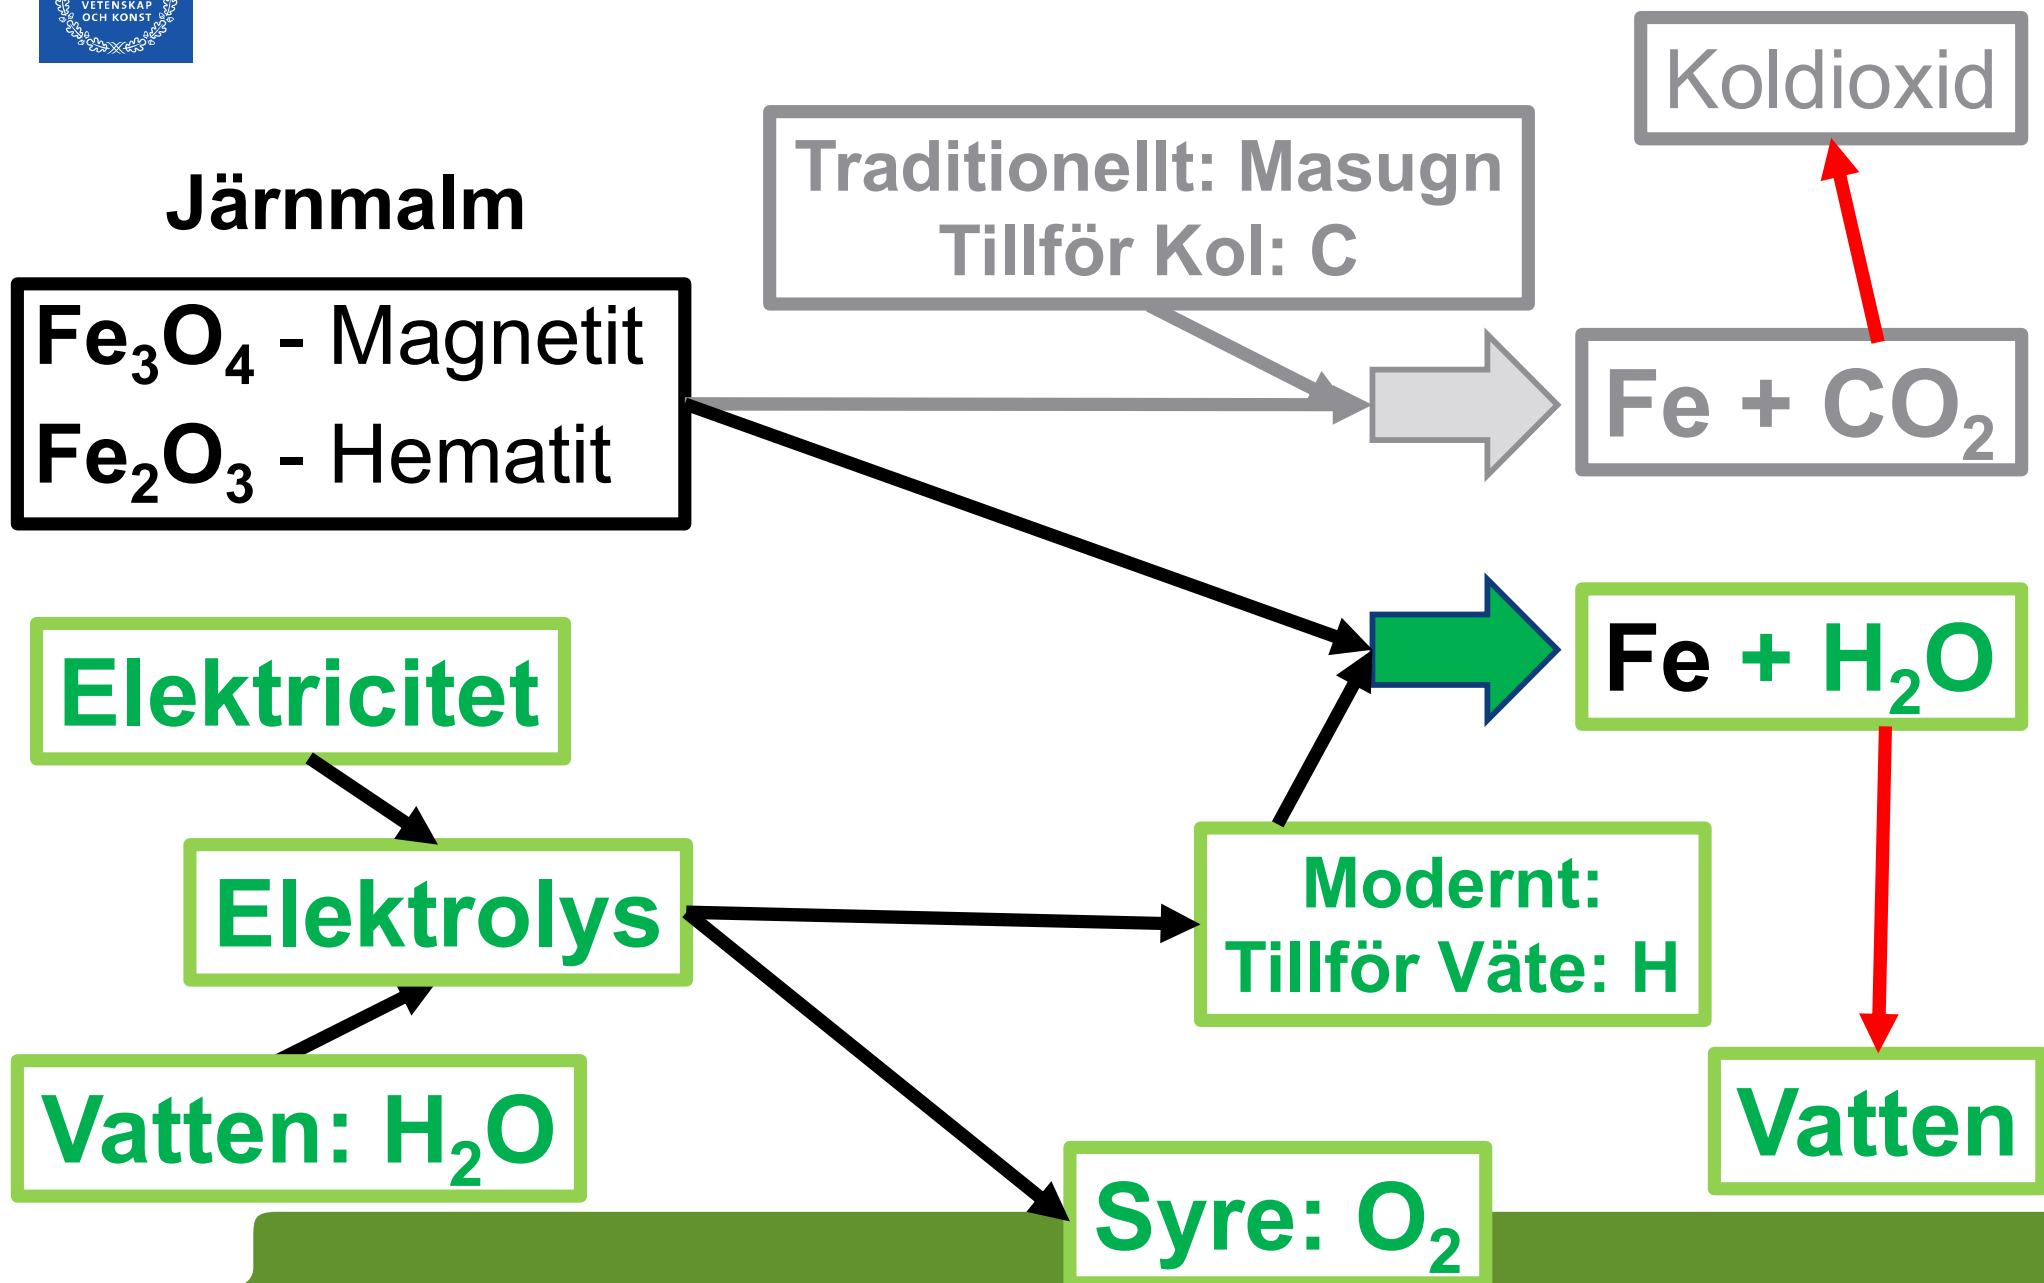 VETENSKAP
OCH KONST
Koldioxid
Traditionellt: Masugn
Tillför Kol: C
Järnmalm
Fe₃O₄ - Magnetit
Fe₂O₃ - Hematit
Fe + CO₂
Elektricitet
Fe + H₂O
Elektrolys
Modernt:
Tillför Väte: H
Vatten: H₂O
Vatten
Syre: O₂